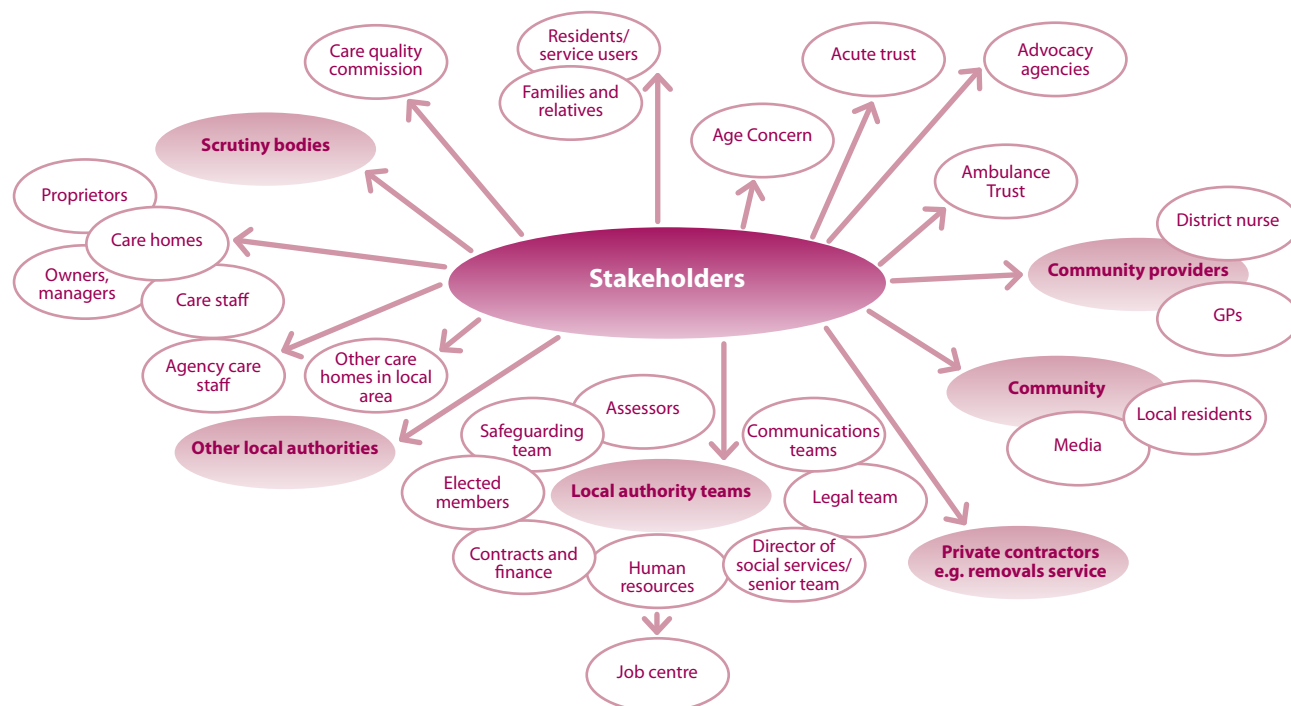 Care quality
commission
Residents/
service users
Families and
relatives
Acute trust
Advocacy
agencies
Age Concern
Scrutiny bodies
Ambulance
Trust
Proprietors
Care homes
Owners,
managers
Care staff
District nurse
Community providers
GPs
Stakeholders
Agency care
staff
Other care
homes in local
area
Community
Local residents
Media
Other local authorities
Assessors
Safeguarding
team
Communications
teams
Elected
members
Local authority teams
Legal team
Contracts and
finance
Human
resources
Director of
social services/
senior team
Private contractors
e.g. removals service
Job centre